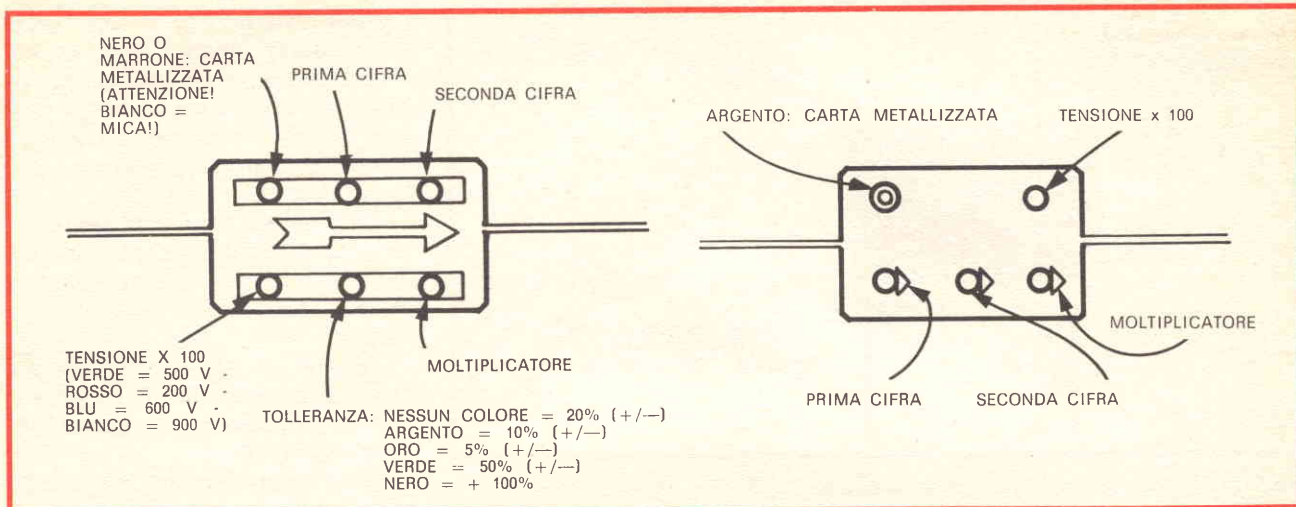 NERO O
MARRONE: CARTA
METALLIZZATA
(ATTENZIONE!
BIANCO =
MICA!)
PRIMA CIFRA
SECONDA CIFRA
TENSIONE X 100
(VERDE = 500 V -
ROSSO = 200 V -
BLU = 600 V -
BIANCO = 900 V)
TOLLERANZA: NESSUN COLORE = 20% (+/—)
ARGENTO = 10% (+/—)
ORO = 5% (+/—)
VERDE = 50% (+/—)
NERO = + 100%
MOLTIPLICATORE
ARGENTO: CARTA METALLIZZATA
TENSIONE x 100
PRIMA CIFRA
SECONDA CIFRA
MOLTIPLICATORE